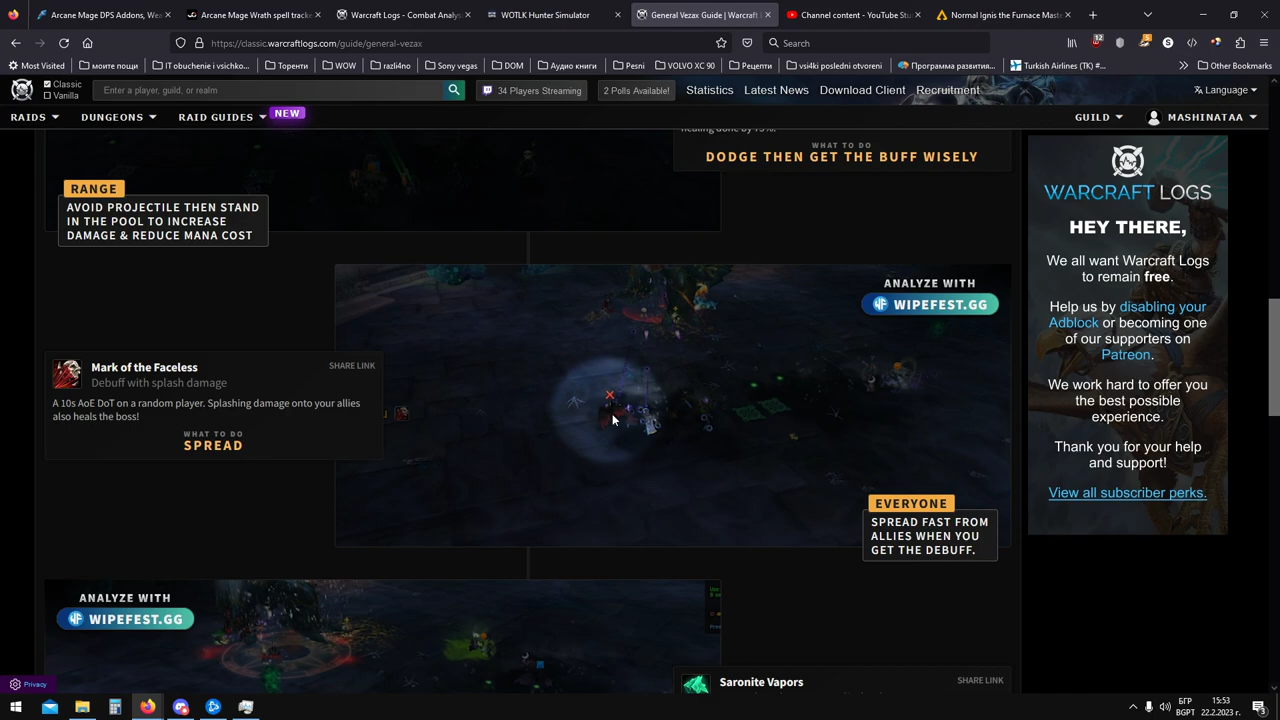 Arcane Mage DPS Addons, Wea
Arcane Mage Wrath spell tracke
Warcraft Logs - Combat Analys
WOTLK Hunter Simulator
General Vezax Guide | Warcraft
Channel content - YouTube Stu
Normal Ignis the Furnace Maste
https://classic.warcraftlogs.com/guide/general-vezax
Search
12
Most Visited
моите пощи
IT obuchenie i vsichko...
Торенти
WOW
razli4no
Sony vegas
DOM
Аудио книги
Pesni
VOLVO XC 90
Рецепти
vsi4ki posledni otvoreni
Программа развития...
Turkish Airlines (TK) #...
Other Bookmarks
Classic
Vanilla
Enter a player, guild, or realm
34 Players Streaming
2 Polls Available!
Statistics
Latest News
Download Client
Recruitment
Language
RAIDS
DUNGEONS
RAID GUIDES
NEW
GUILD
MASHINATAA
healing done by 75%.
WHAT TO DO
DODGE THEN GET THE BUFF WISELY
RANGE
AVOID PROJECTILE THEN STAND
IN THE POOL TO INCREASE
DAMAGE & REDUCE MANA COST
ANALYZE WITH
WIPEFEST.GG
Mark of the Faceless
SHARE LINK
Debuff with splash damage
A 10s AoE DoT on a random player. Splashing damage onto your allies
also heals the boss!
WHAT TO DO
SPREAD
EVERYONE
SPREAD FAST FROM
ALLIES WHEN YOU
GET THE DEBUFF.
ANALYZE WITH
WIPEFEST.GG
Saronite Vapors
SHARE LINK
WARCRAFT LOGS
HEY THERE,
We all want Warcraft Logs
to remain free.
Help us by disabling your
Adblock or becoming one
of our supporters on
Patreon.
We work hard to offer you
the best possible
experience.
Thank you for your help
and support!
View all subscriber perks.
Privacy
БГР
BGPT
15:53
22.2.2023 г.
3